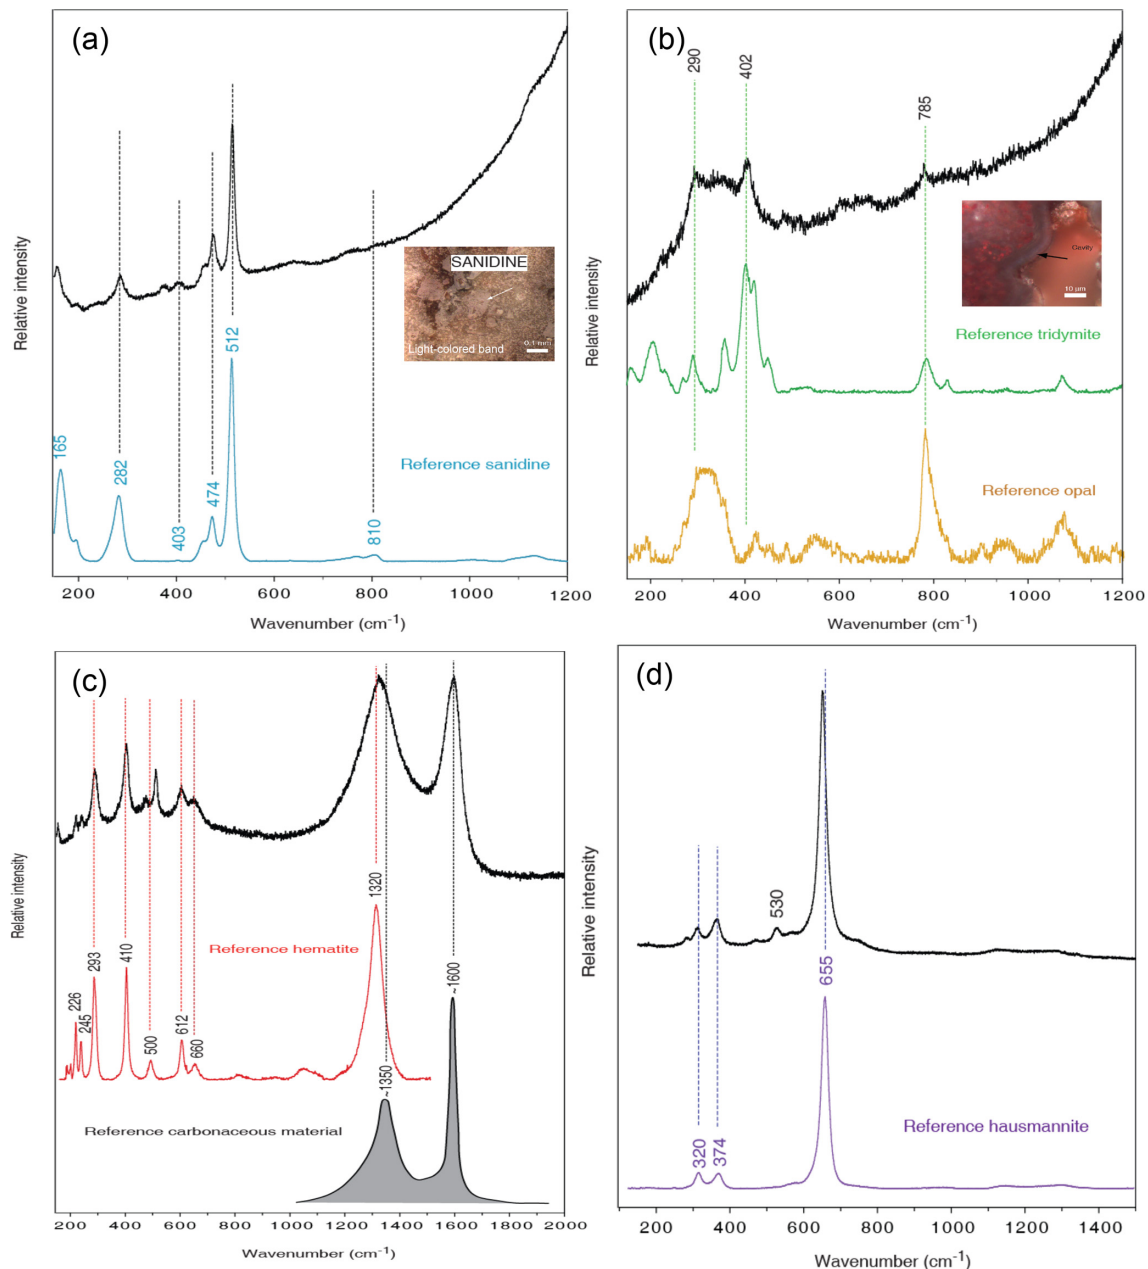 (a)
Relative intensity
SANIDINE
Light-colored band
0.1 mm
512
165
282
403
474
810
Reference sanidine
200
400
600
800
1000
1200
Wavenumber (cm-1)
(b)
290
402
785
Relative intensity
Cavity
10 µm
Reference tridymite
Reference opal
200
400
600
800
1000
1200
Wavenumber (cm-1)
(c)
Relative intensity
1320
Reference hematite
226
245
293
410
500
612
660
~1350
~1600
Reference carbonaceous material
200
400
600
800
1000
1200
1400
1600
1800
2000
Wavenumber (cm-1)
(d)
Relative intensity
530
655
Reference hausmannite
320
374
200
400
600
800
1000
1200
1400
Wavenumber (cm-1)